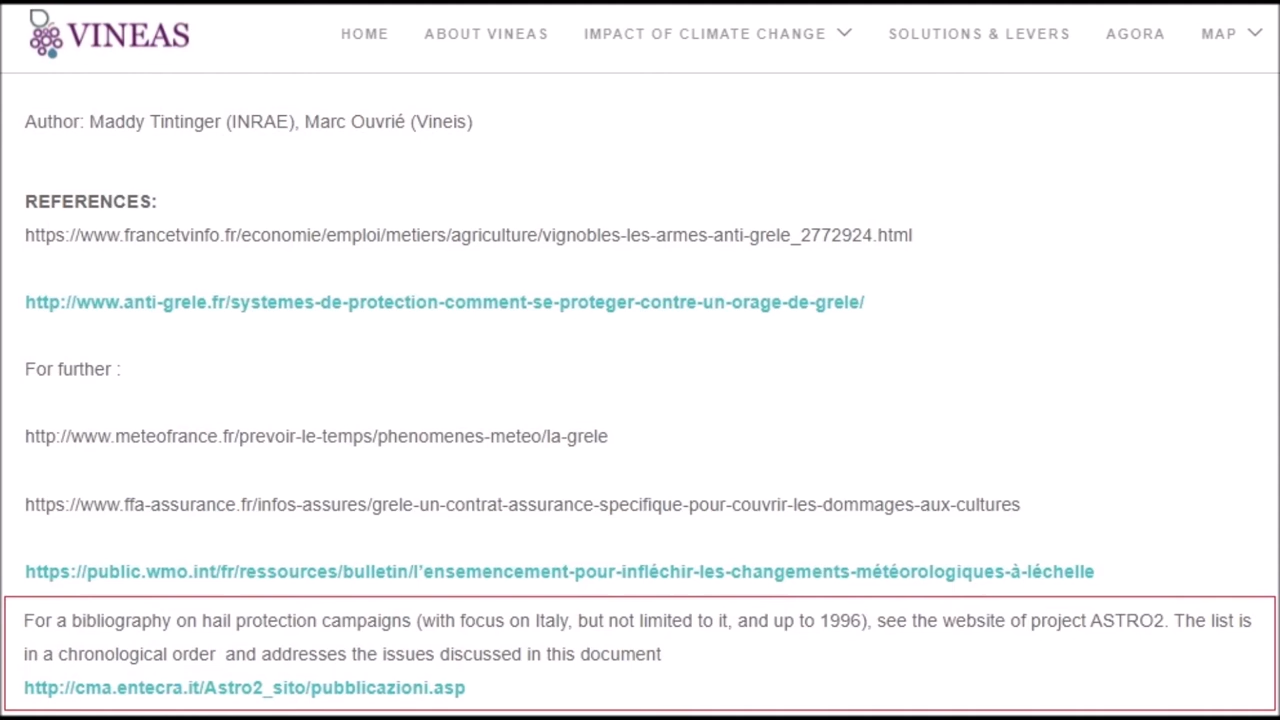 VINEAS
HOME ABOUT VINEAS IMPACT OF CLIMATE CHANGE SOLUTIONS & LEVERS AGORA MAP
Author: Maddy Tintinger (INRAE), Marc Ouvrié (Vineis)
REFERENCES:
https://www.francetvinfo.fr/economie/emploi/metiers/agriculture/vignobles-les-armes-anti-grele_2772924.html
http://www.anti-grele.fr/systemes-de-protection-comment-se-proteger-contre-un-orage-de-grele/
For further :
http://www.meteofrance.fr/prevoir-le-temps/phenomenes-meteo/la-grele
https://www.ffa-assurance.fr/infos-assures/grele-un-contrat-assurance-specifique-pour-couvrir-les-dommages-aux-cultures
https://public.wmo.int/fr/ressources/bulletin/l'ensemencement-pour-infléchir-les-changements-météorologiques-à-léchelle
For a bibliography on hail protection campaigns (with focus on Italy, but not limited to it, and up to 1996), see the website of project ASTRO2. The list is
in a chronological order  and addresses the issues discussed in this document
http://cma.entecra.it/Astro2_sito/pubblicazioni.asp